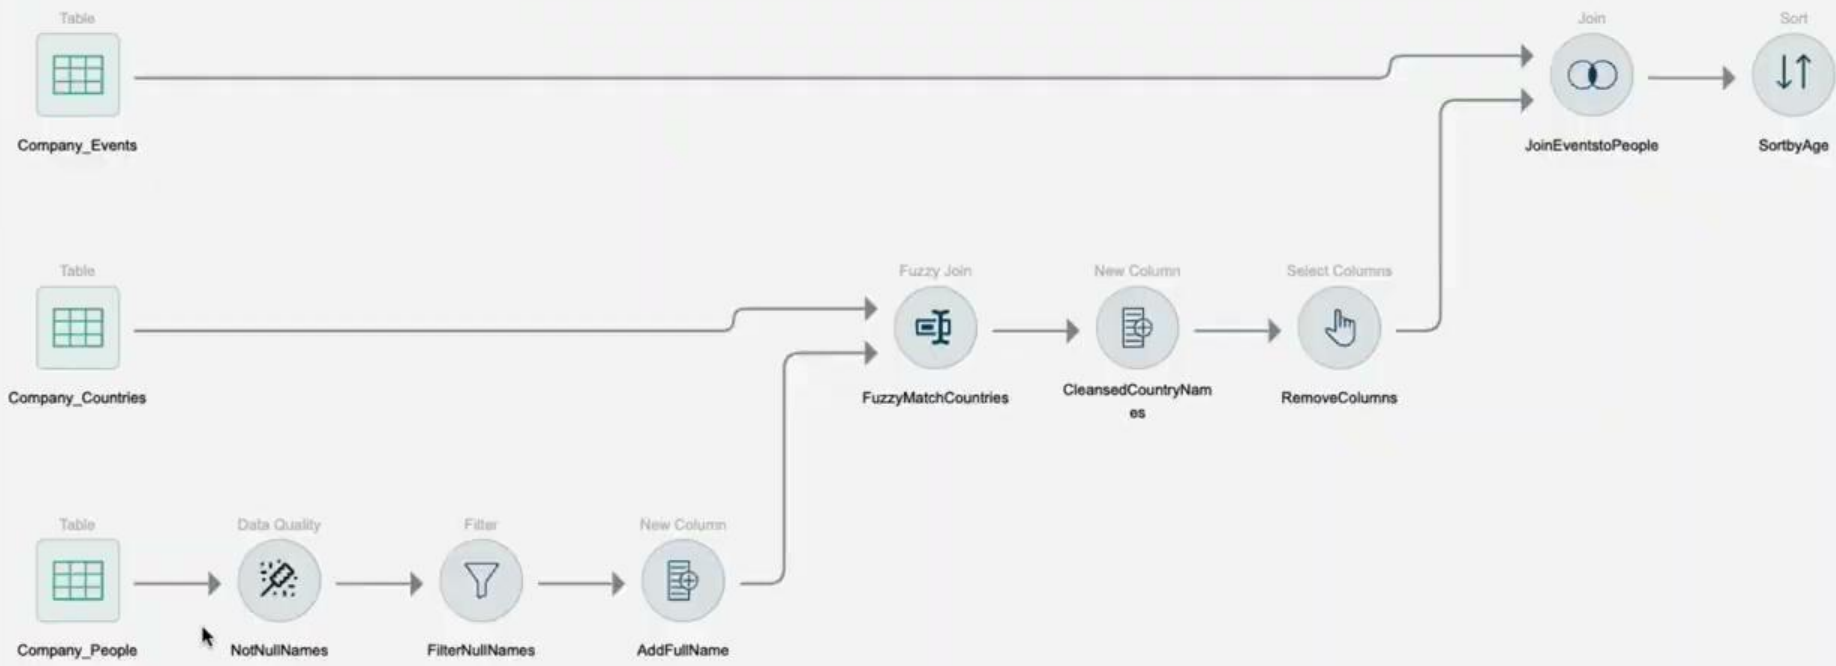 Table
Join
Sort
Company_Events
JoinEventstoPeople
SortbyAge
Table
Fuzzy Join
New Column
Select Columns
Company_Countries
FuzzyMatchCountries
CleansedCountryNam
es
RemoveColumns
Table
Data Quality
Filter
New Column
Company_People
NotNullNames
FilterNullNames
AddFullName